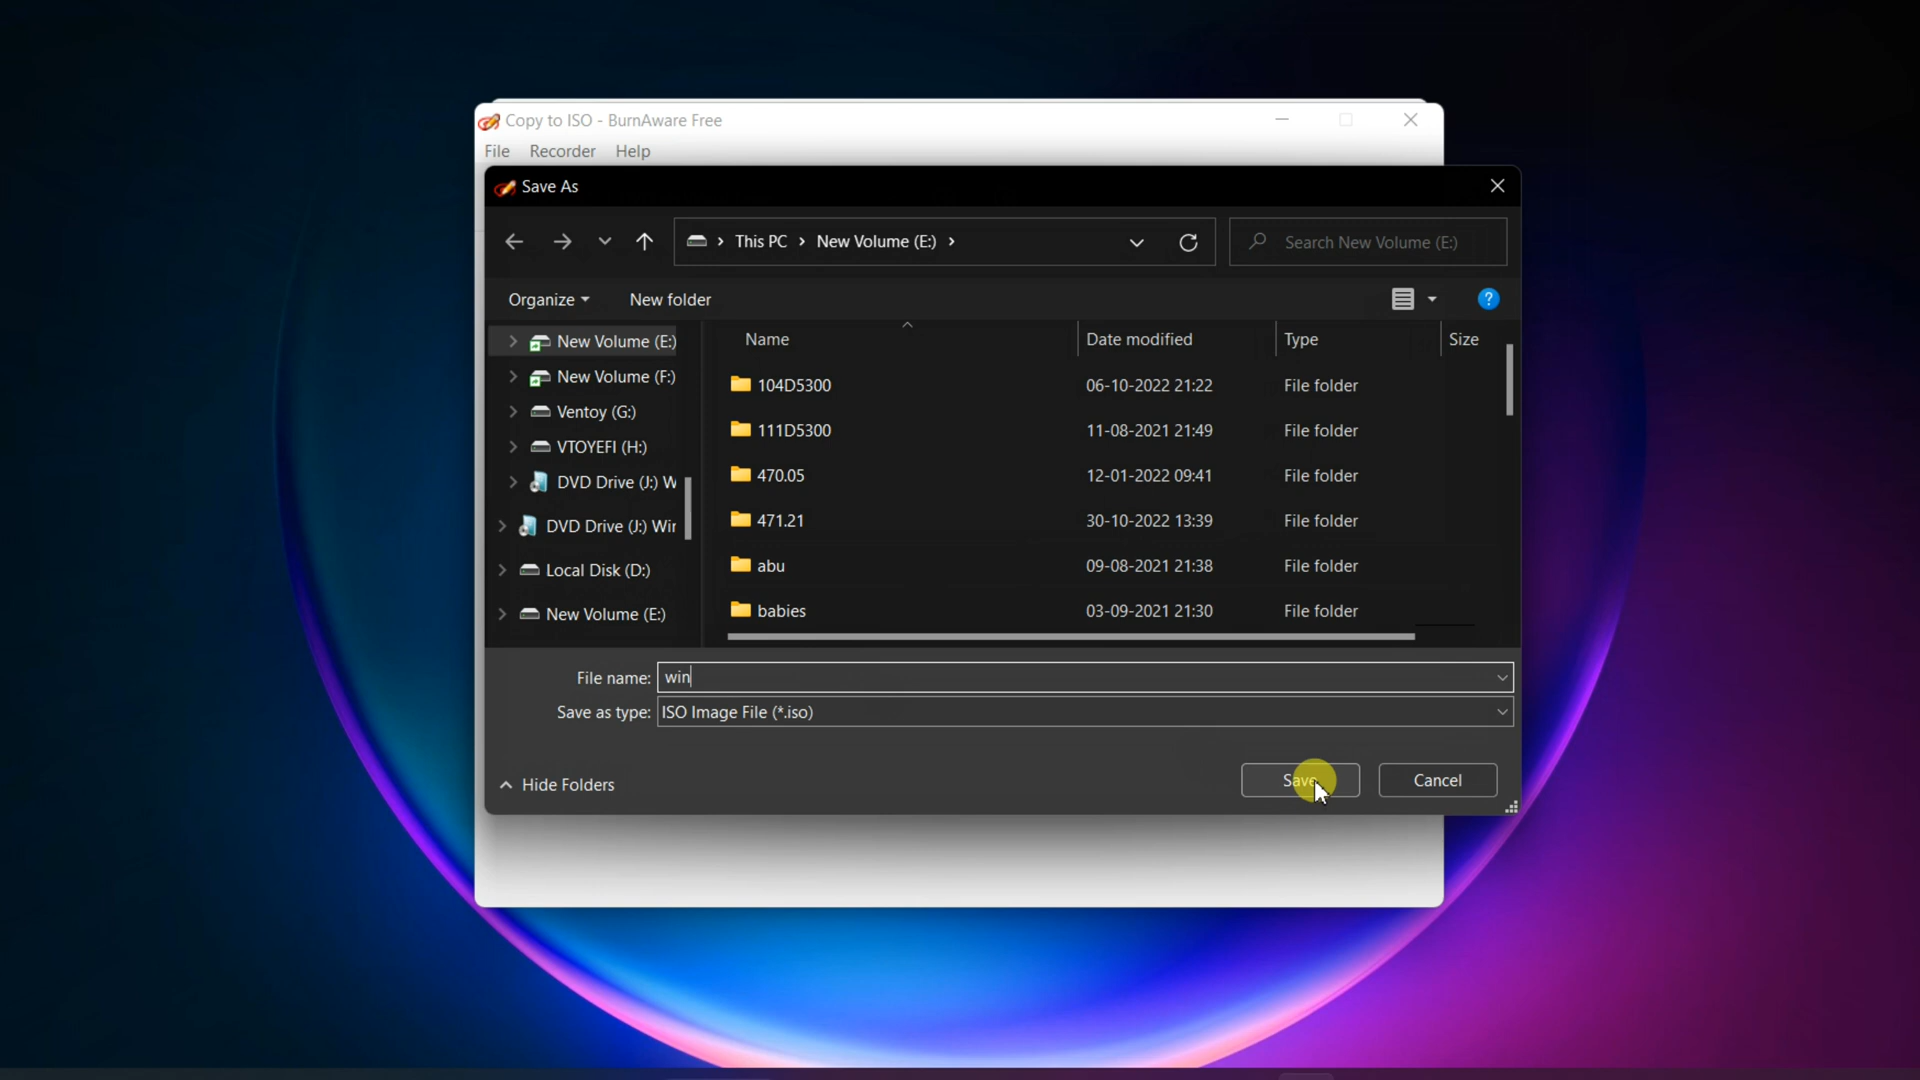 Copy to ISO - BurnAware Free
File Recorder Help
Save As
This PC New Volume (E:)
Search New Volume (E:)
Organize New folder
?
Name Date modified Type Size
New Volume (E:)
New Volume (F:)
Ventoy (G:)
VTOYEFI (H:)
DVD Drive (J:) W
DVD Drive (J:) Wir
Local Disk (D:)
New Volume (E:)
104D5300 06-10-2022 21:22 File folder
111D5300 11-08-2021 21:49 File folder
470.05 12-01-2022 09:41 File folder
471.21 30-10-2022 13:39 File folder
abu 09-08-2021 21:38 File folder
babies 03-09-2021 21:30 File folder
File name: win
Save as type: ISO Image File (*.iso)
Hide Folders
Save Cancel